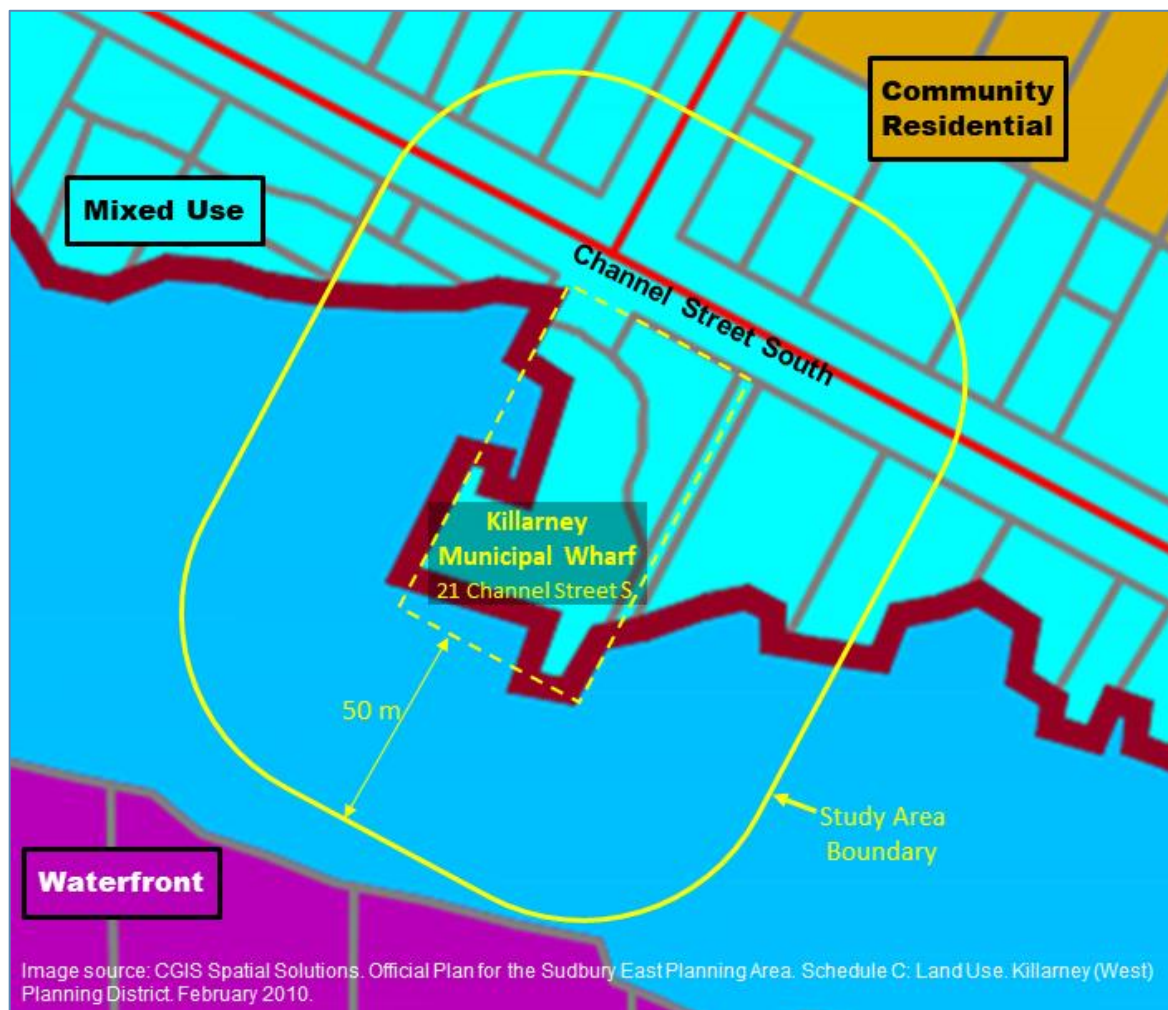 Community
Residential
Mixed Use
Channel Street South
Killarney
Municipal Wharf
21 Channel Street S.
50 m
Study Area
Boundary
Waterfront
Image source: CGIS Spatial Solutions. Official Plan for the Sudbury East Planning Area. Schedule C: Land Use. Killarney (West)
Planning District. February 2010.